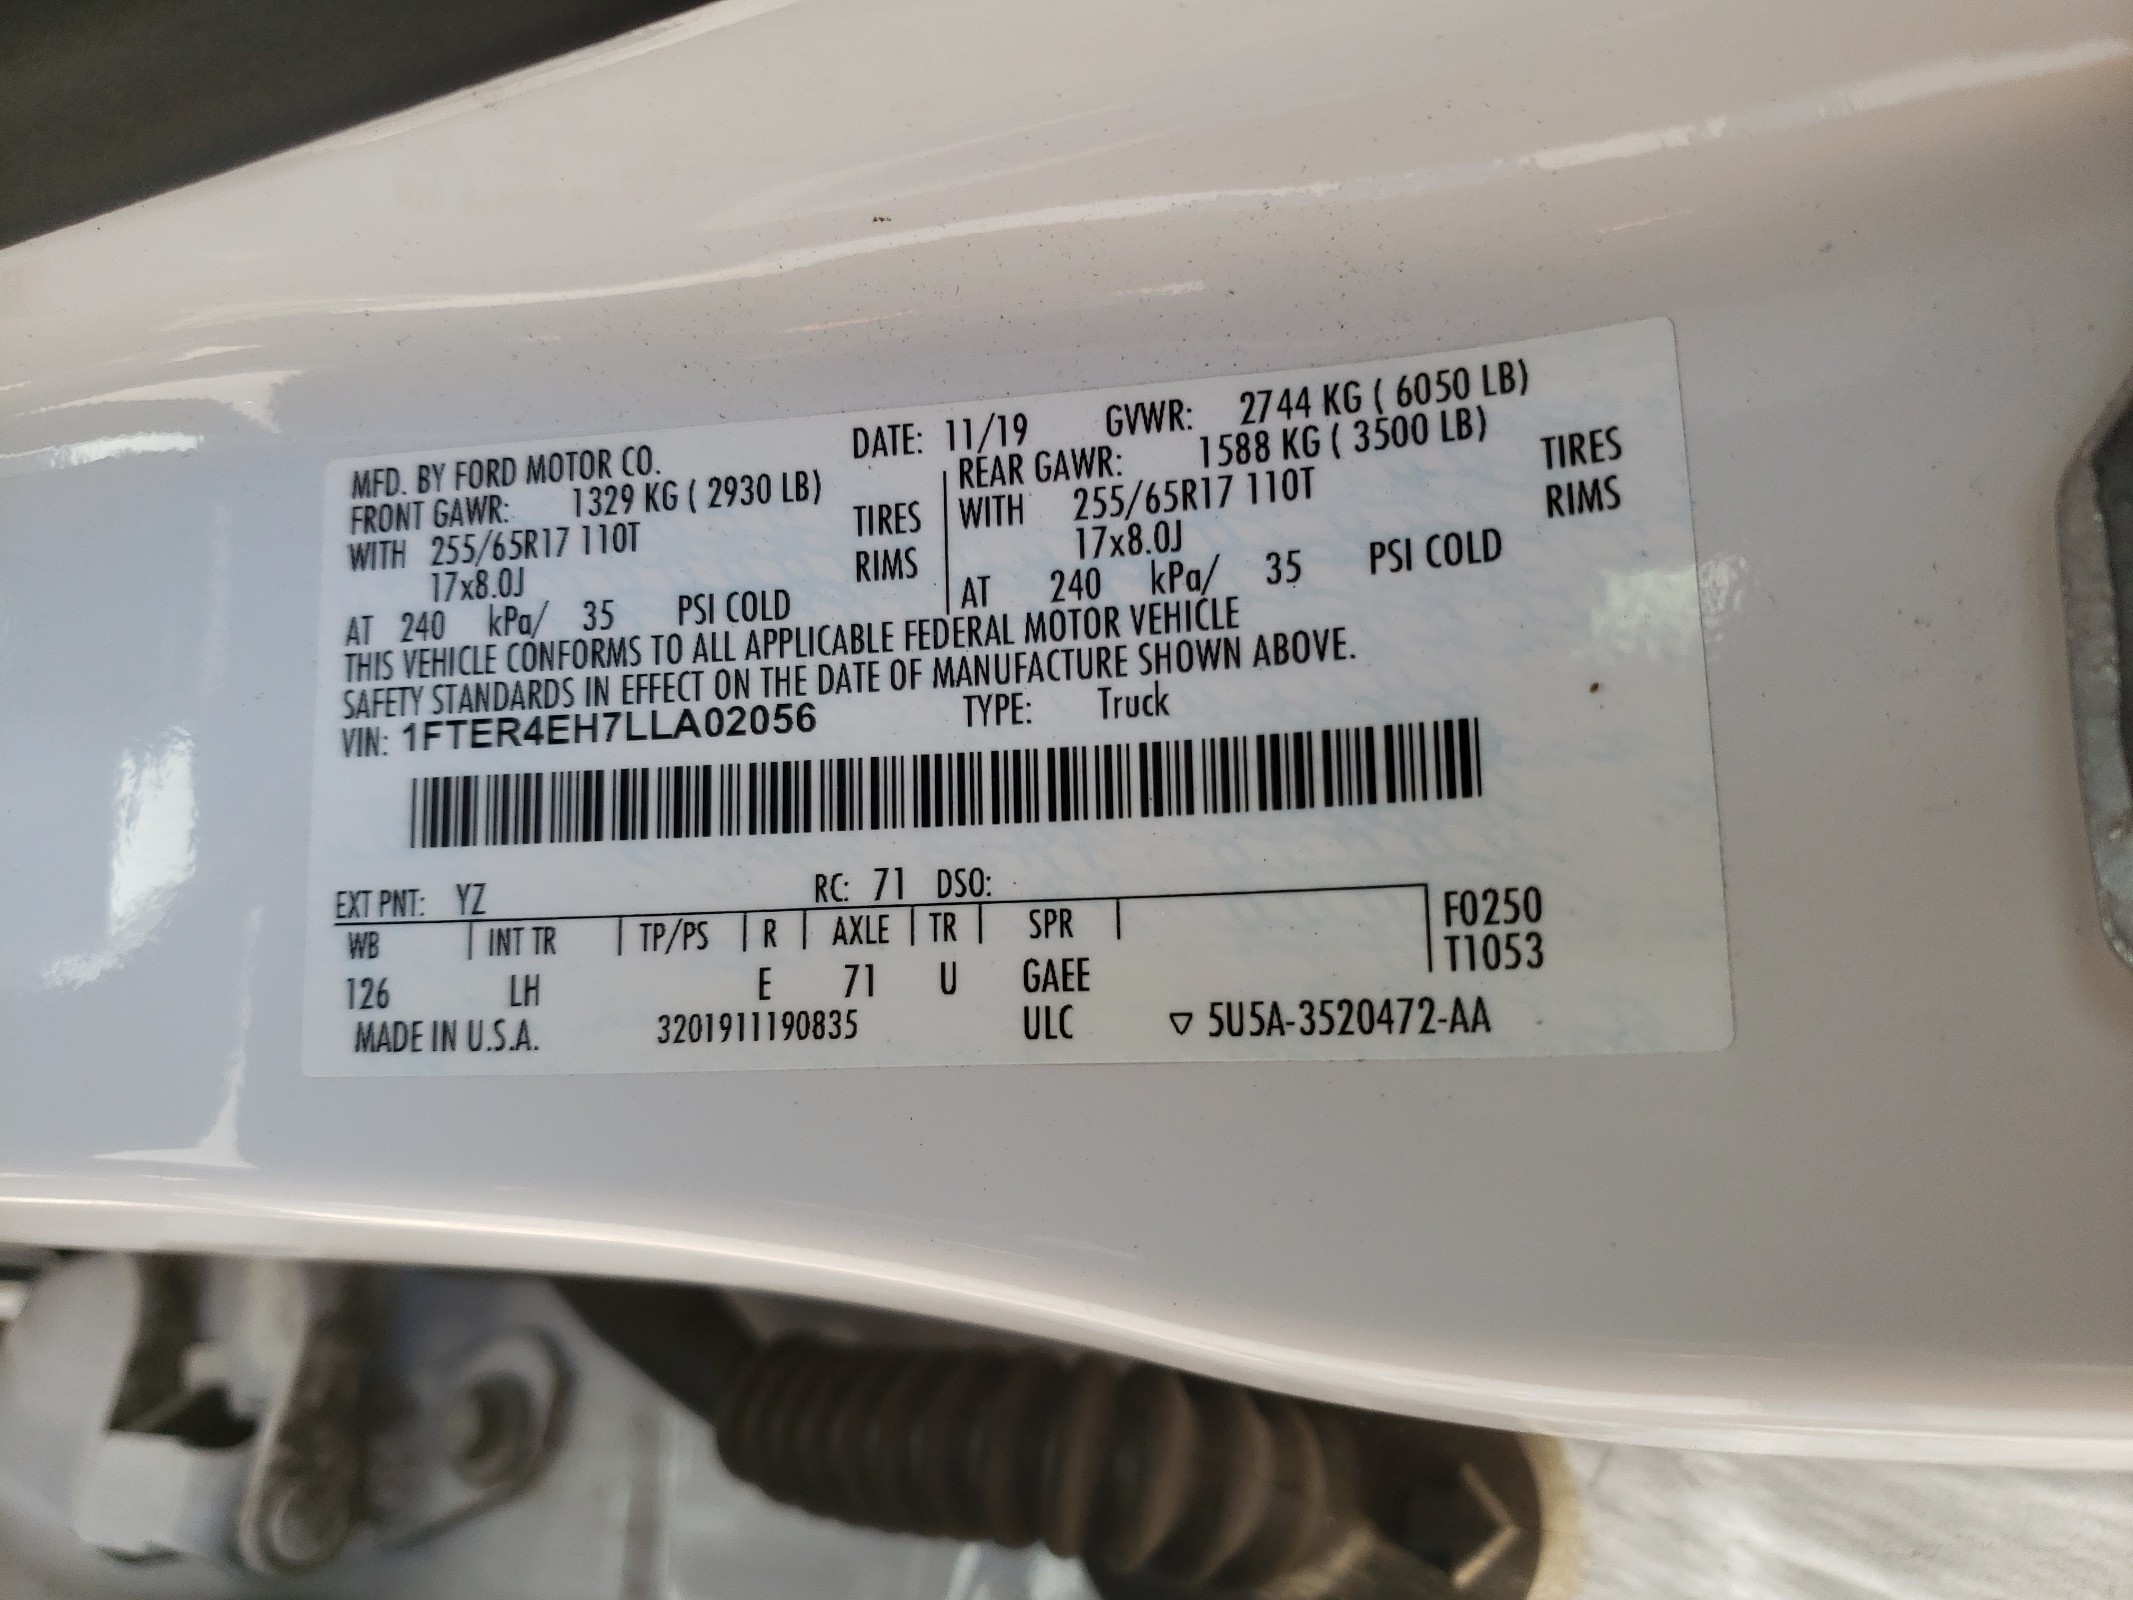 MFD. BY FORD MOTOR CO. DATE: 11/19 GVWR: 2744 KG ( 6050 LB)
FRONT GAWR: 1329 KG ( 2930 LB) REAR GAWR: 1588 KG ( 3500 LB)
WITH 255/65R17 110T TIRES WITH 255/65R17 110T TIRES
17x8.0J RIMS 17x8.0J RIMS
AT 240 kPa/ 35 PSI COLD AT 240 kPa/ 35 PSI COLD
THIS VEHICLE CONFORMS TO ALL APPLICABLE FEDERAL MOTOR VEHICLE
SAFETY STANDARDS IN EFFECT ON THE DATE OF MANUFACTURE SHOWN ABOVE.
VIN: 1FTER4EH7LLA02056 TYPE: Truck
EXT PNT: YZ RC: 71 DSO:
WB INT TR TP/PS R AXLE TR SPR F0250
T1053
126 LH E 71 U GAEE
MADE IN U.S.A. 3201911190835 ULC ▽ 5U5A-3520472-AA